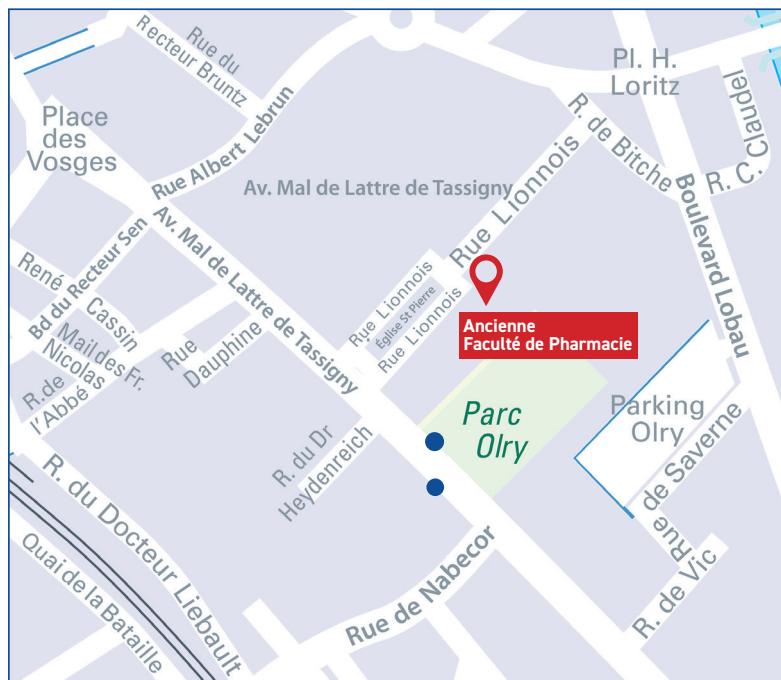 Rue du
Recteur Bruntz
Pl. H.
Loritz
R. C.
Claudel
Place
des
Vosges
Rue Albert Lebrun
R. de Bitche
Av. Mal de Lattre de Tassigny
Rue Lionnois
Boulevard Lobau
Av. Mal de Lattre de Tassigny
Bd du Recteur Sen
René
Cassin
Rue Lionnois
Église St Pierre
Rue Lionnois
Mail des Fr.
Nicolas
Rue
Dauphine
R. de
l'Abbé
Ancienne
Faculté de Pharmacie
Parc
Olry
Parking
Olry
R. du Dr
Heydenreich
Rue
de Saverne
R. du Docteur Liebault
Quai de la Bataille
Rue de Nabecor
R. de Vic